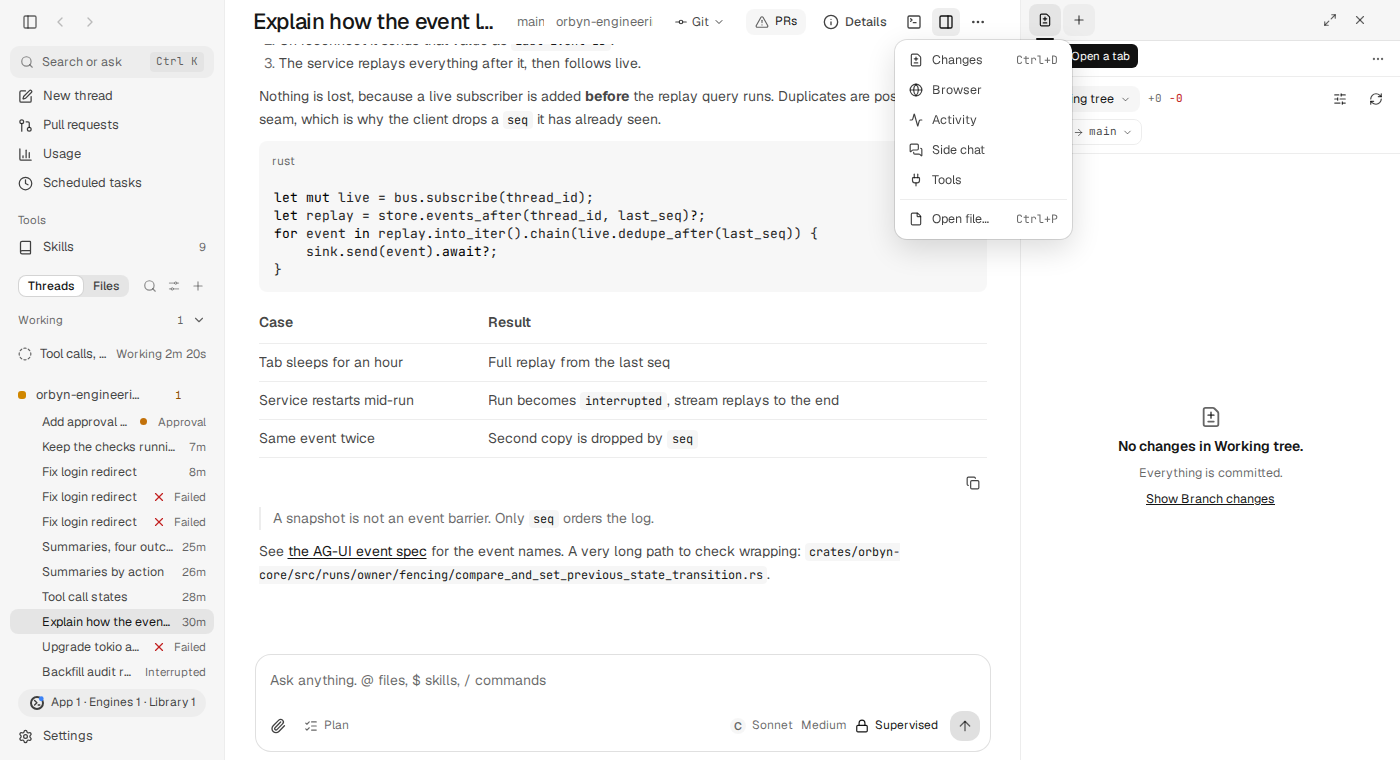 Search or ask Ctrl K
New thread
Pull requests
Usage
Scheduled tasks
Tools
Skills 9
Threads Files
Working 1
Tool calls, … Working 2m 20s
orbyn-engineeri… 1
Add approval … Approval
Keep the checks runni… 7m
Fix login redirect 8m
Fix login redirect Failed
Fix login redirect Failed
Summaries, four outc… 25m
Summaries by action 26m
Tool call states 28m
Explain how the even… 30m
Upgrade tokio a… Failed
Backfill audit r… Interrupted
App 1 · Engines 1 · Library 1
Settings
Explain how the event l… main orbyn-engineeri Git PRs Details
3. The service replays everything after it, then follows live.
Nothing is lost, because a live subscriber is added before the replay query runs. Duplicates are pos
seam, which is why the client drops a seq it has already seen.
rust
let mut live = bus.subscribe(thread_id);
let replay = store.events_after(thread_id, last_seq)?;
for event in replay.into_iter().chain(live.dedupe_after(last_seq)) {
    sink.send(event).await?;
}
Case Result
Tab sleeps for an hour Full replay from the last seq
Service restarts mid-run Run becomes interrupted, stream replays to the end
Same event twice Second copy is dropped by seq
A snapshot is not an event barrier. Only seq orders the log.
See the AG-UI event spec for the event names. A very long path to check wrapping: crates/orbyn-
core/src/runs/owner/fencing/compare_and_set_previous_state_transition.rs.
Ask anything. @ files, $ skills, / commands
Plan C Sonnet Medium Supervised
Changes Ctrl+D
Browser
Activity
Side chat
Tools
Open file… Ctrl+P
Open a tab
ng tree +0 -0
→ main
No changes in Working tree.
Everything is committed.
Show Branch changes